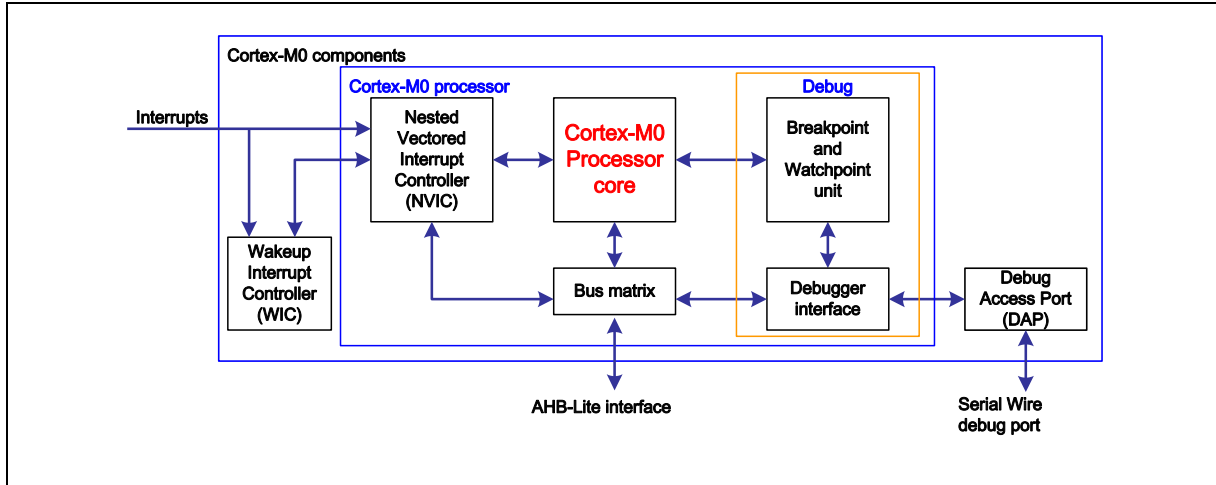 Cortex-M0 components
Cortex-M0 processor
Debug
Interrupts
Nested
Vectored
Interrupt
Controller
(NVIC)
Cortex-M0
Processor
core
Breakpoint
and
Watchpoint
unit
Wakeup
Interrupt
Controller
(WIC)
Bus matrix
Debugger
interface
Debug
Access Port
(DAP)
AHB-Lite interface
Serial Wire
debug port